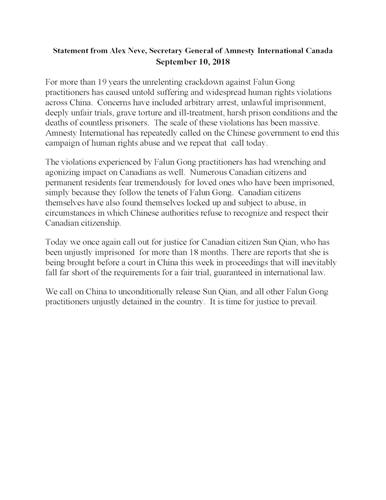 Statement from Alex Neve, Secretary General of Amnesty International Canada
September 10, 2018
For more than 19 years the unrelenting crackdown against Falun Gong
practitioners has caused untold suffering and widespread human rights violations
across China.  Concerns have included arbitrary arrest, unlawful imprisonment,
deeply unfair trials, grave torture and ill-treatment, harsh prison conditions and the
deaths of countless prisoners.  The scale of these violations has been massive.
Amnesty International has repeatedly called on the Chinese government to end this
campaign of human rights abuse and we repeat that  call today.
The violations experienced by Falun Gong practitioners has had wrenching and
agonizing impact on Canadians as well.  Numerous Canadian citizens and
permanent residents fear tremendously for loved ones who have been imprisoned,
simply because they follow the tenets of Falun Gong.  Canadian citizens
themselves have also found themselves locked up and subject to abuse, in
circumstances in which Chinese authorities refuse to recognize and respect their
Canadian citizenship.
Today we once again call out for justice for Canadian citizen Sun Qian, who has
been unjustly imprisoned  for more than 18 months. There are reports that she is
being brought before a court in China this week in proceedings that will inevitably
fall far short of the requirements for a fair trial, guaranteed in international law.
We call on China to unconditionally release Sun Qian, and all other Falun Gong
practitioners unjustly detained in the country.  It is time for justice to prevail.